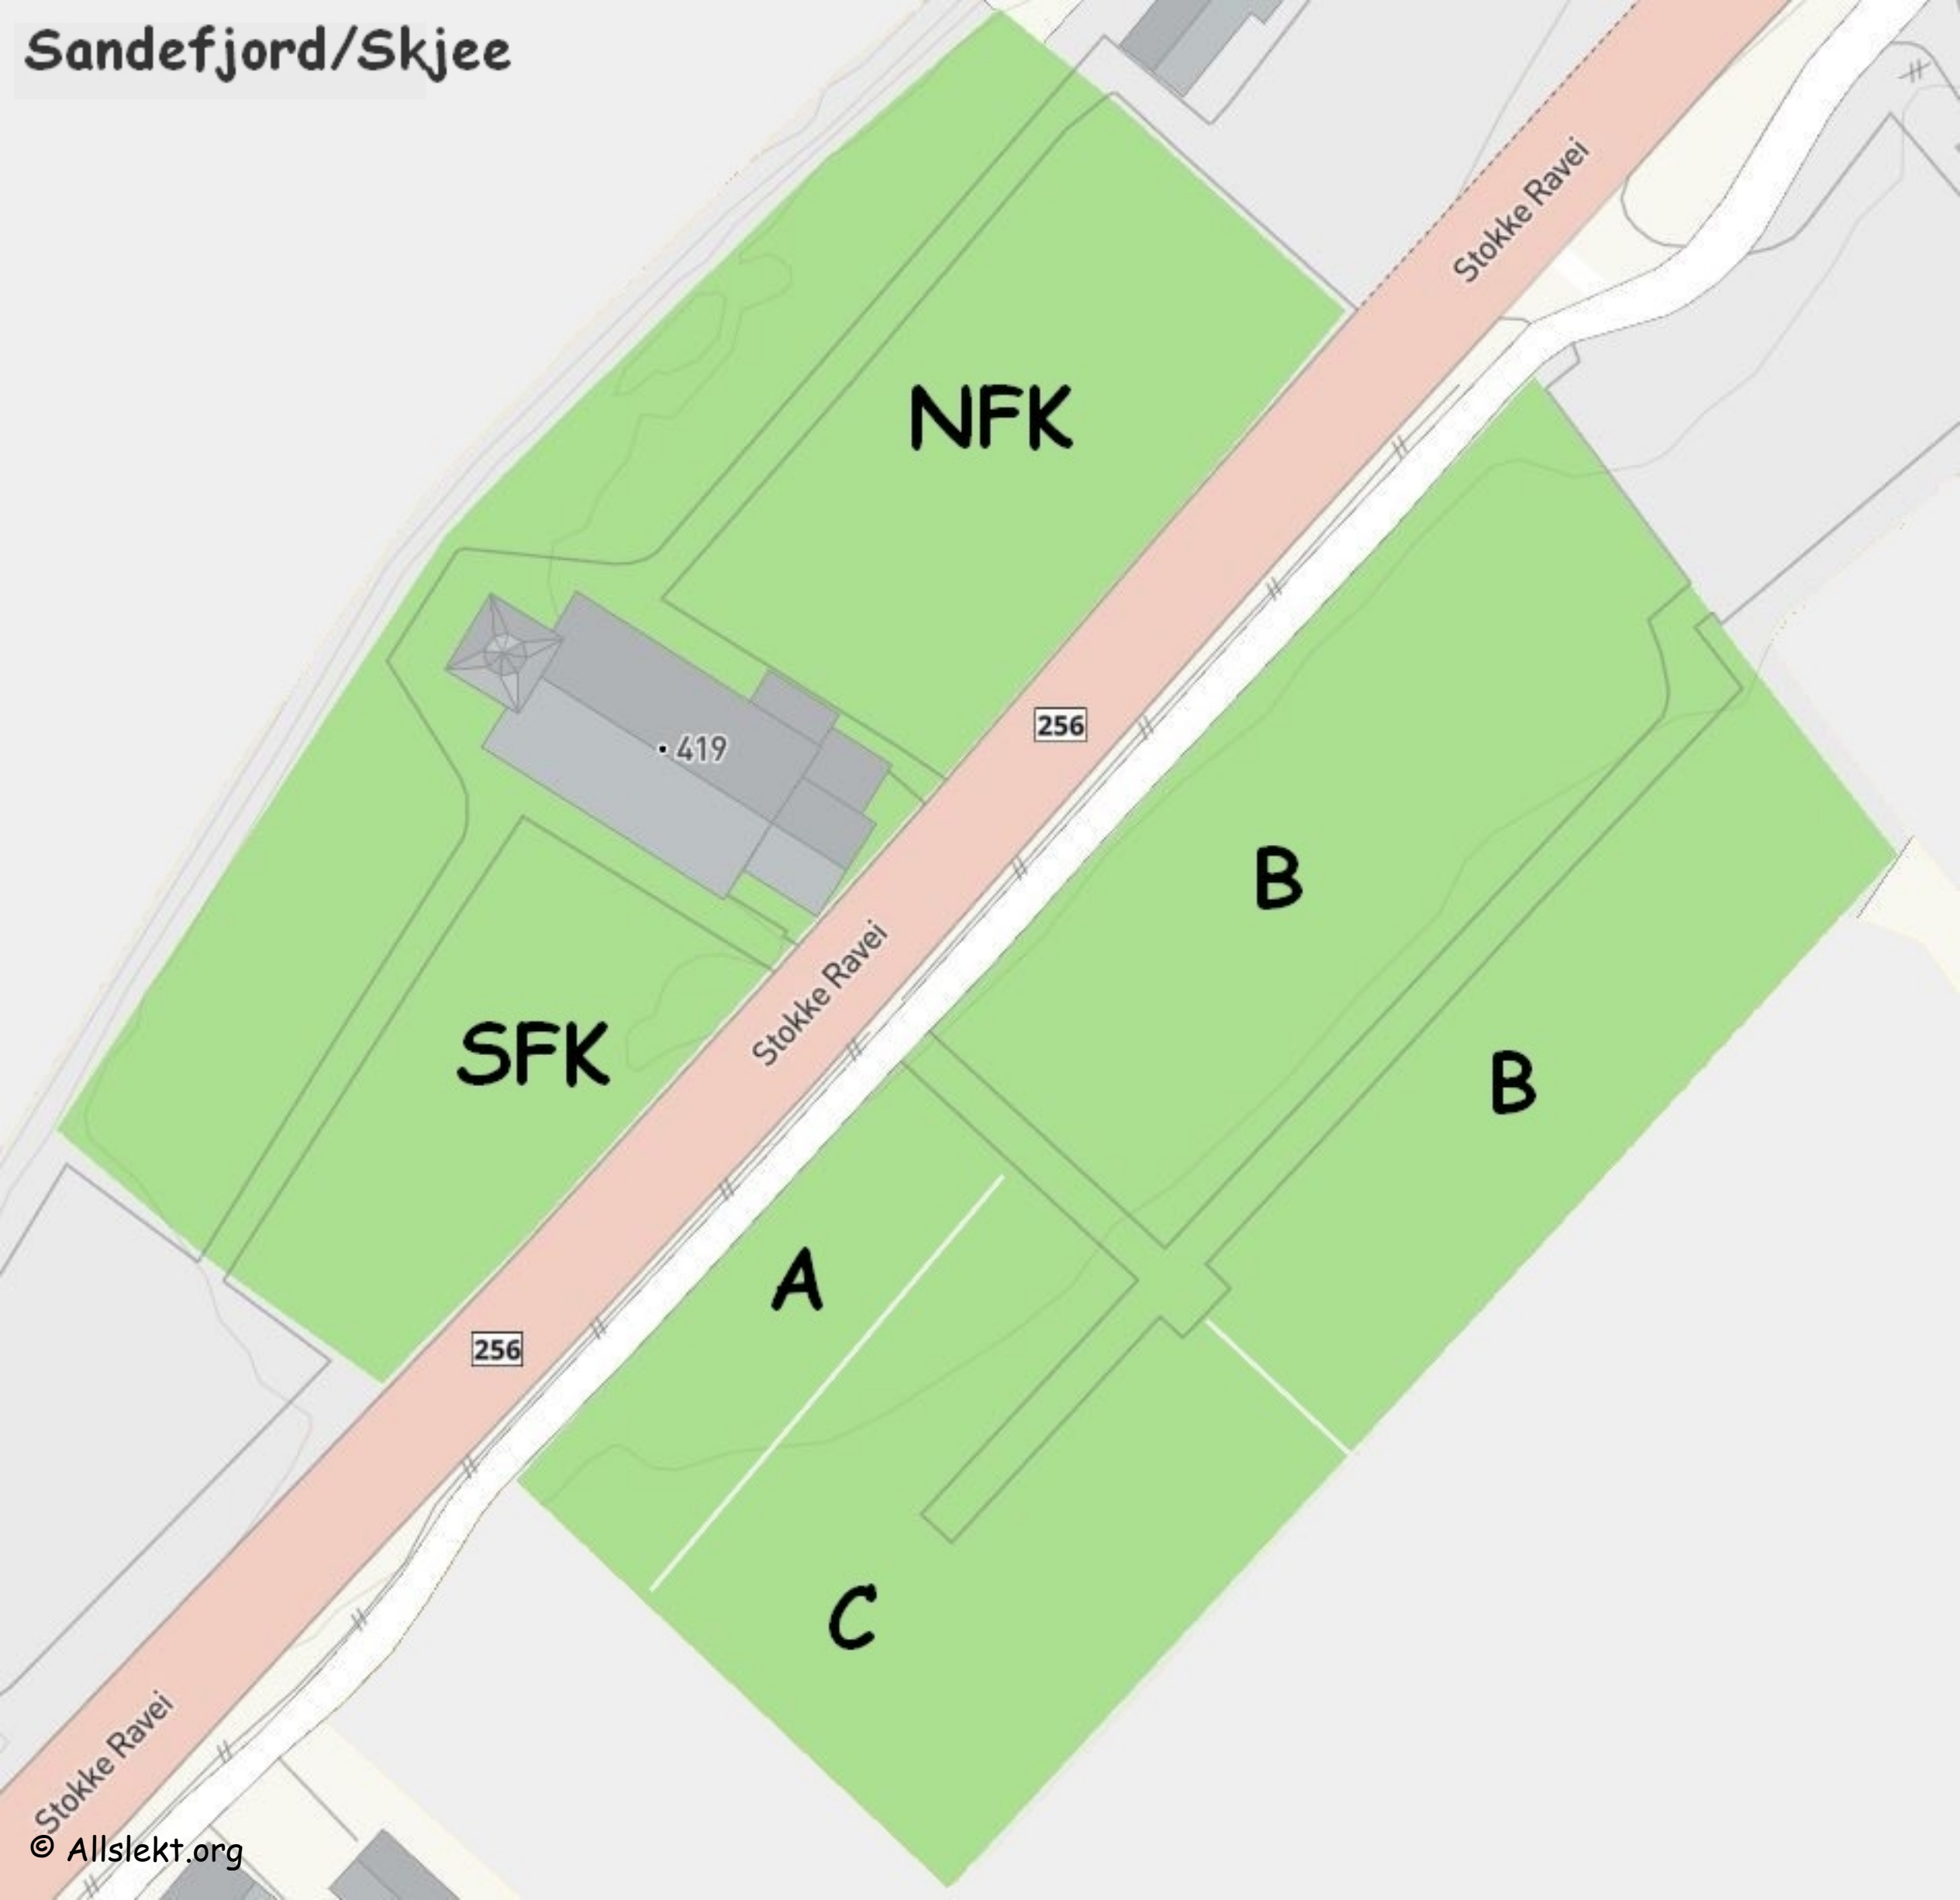 Sandefjord/Skjee
Stokke Ravei
NFK
256
419
B
Stokke Ravei
SFK
B
A
256
C
Stokke Ravei
© Allslekt.org